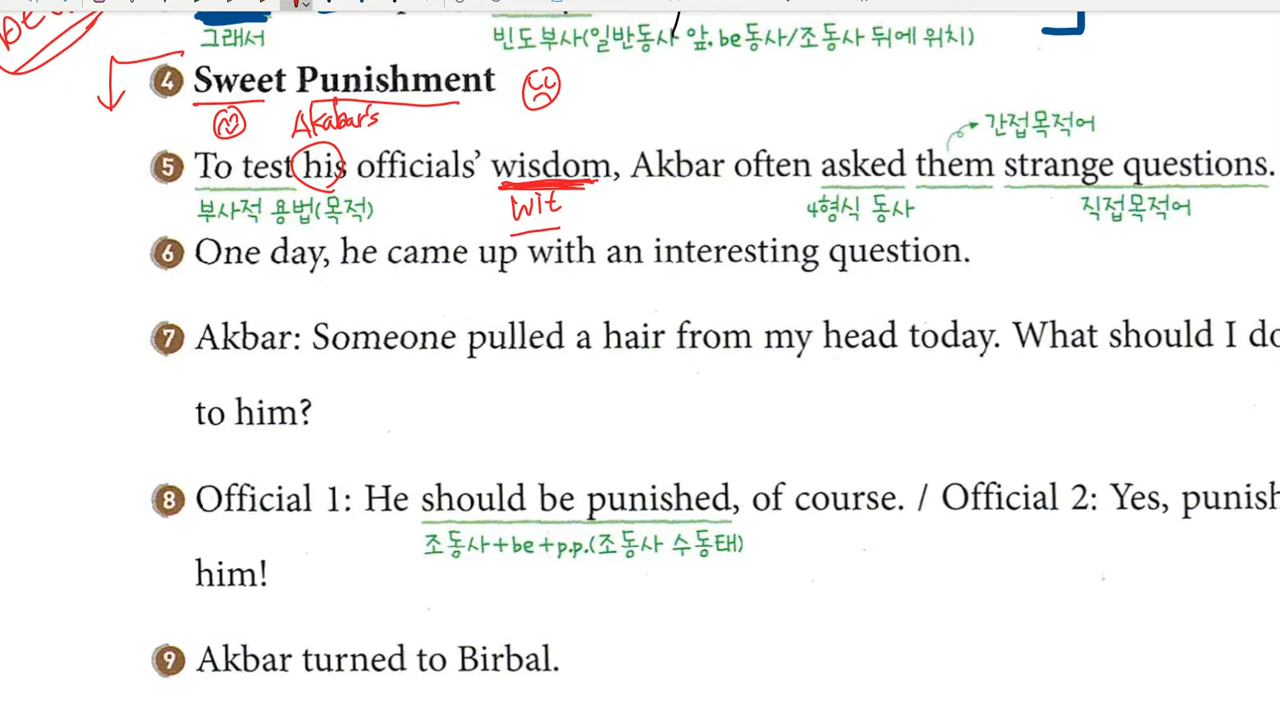 그래서
빈도부사(일반동사 앞, be동사/조동사 뒤에 위치)
4 Sweet Punishment
Akabar's
간접목적어
5 To test his officials' wisdom, Akbar often asked them strange questions.
부사적 용법(목적) wit 4형식 동사 직접목적어
6 One day, he came up with an interesting question.
7 Akbar: Someone pulled a hair from my head today. What should I do
to him?
8 Official 1: He should be punished, of course. / Official 2: Yes, punish
조동사+be+p.p.(조동사 수동태)
him!
9 Akbar turned to Birbal.